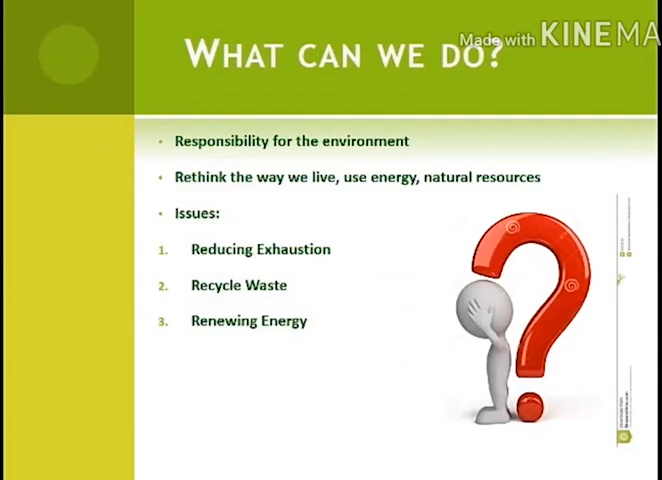 WHAT CAN WE DO?
Made with KINEMA
• Responsibility for the environment
• Rethink the way we live, use energy, natural resources
• Issues:
1. Reducing Exhaustion
2. Recycle Waste
3. Renewing Energy